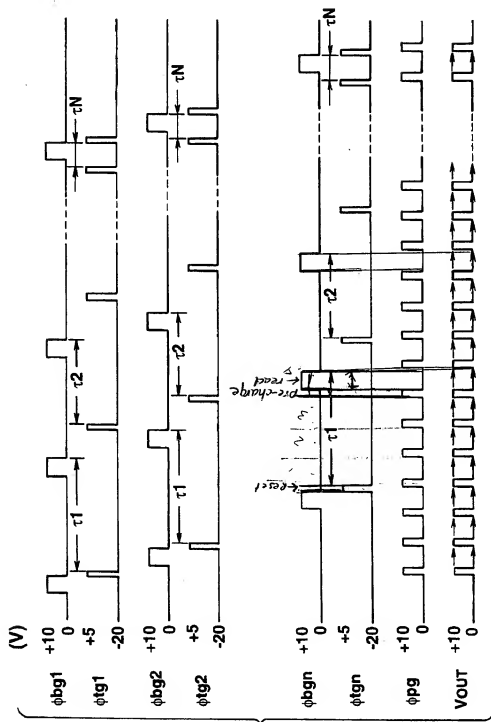 (V)
φbg1 +10 0
φtg1 +5 -20
τ1 τ2 τN
φbg2 +10 0
φtg2 +5 -20
τ1 τ2 τN
φbgn +10 0
φtgn +5 -20
reset
τ1
pre-charge
react
τ2 τN
φpg +10 0
VOUT +10 0